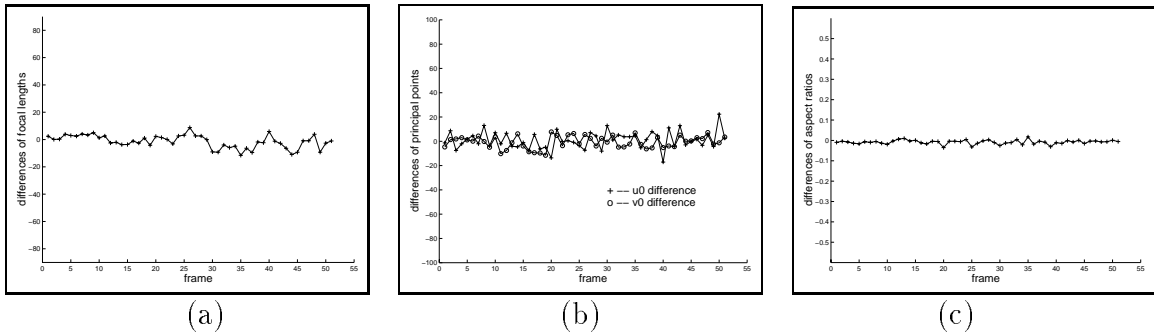 differences of focal lengths
80
60
40
20
0
−20
−40
−60
−80
0 5 10 15 20 25 30 35 40 45 50 55
frame
(a)
differences of principal points
100
80
60
40
20
0
−20
−40
−60
−80
−100
+ −− u0 difference
o −− v0 difference
0 5 10 15 20 25 30 35 40 45 50 55
frame
(b)
differences of aspect ratios
0.5
0.4
0.3
0.2
0.1
0
−0.1
−0.2
−0.3
−0.4
−0.5
0 5 10 15 20 25 30 35 40 45 50 55
frame
(c)